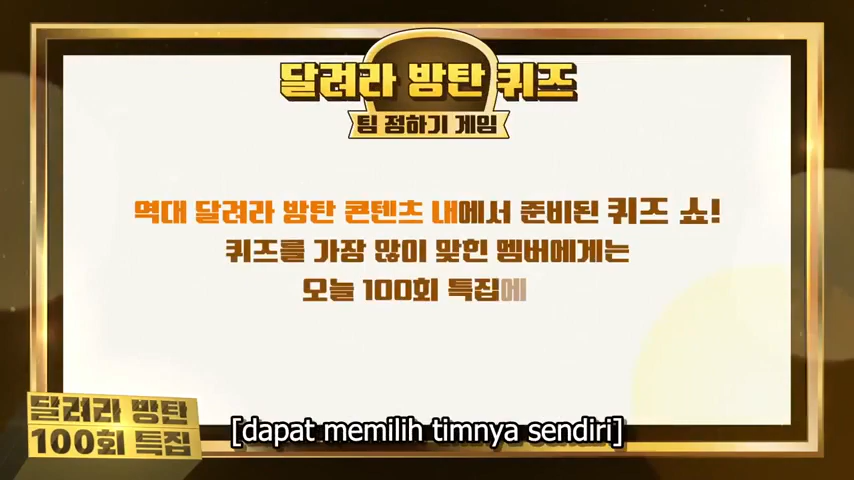 달려라 방탄 퀴즈
팀 정하기 게임
역대 달려라 방탄 콘텐츠 내에서 준비된 퀴즈 쇼!
퀴즈를 가장 많이 맞힌 멤버에게는
오늘 100회 특집에
달려라 방탄
100회 특집
[dapat memilih timnya sendiri]